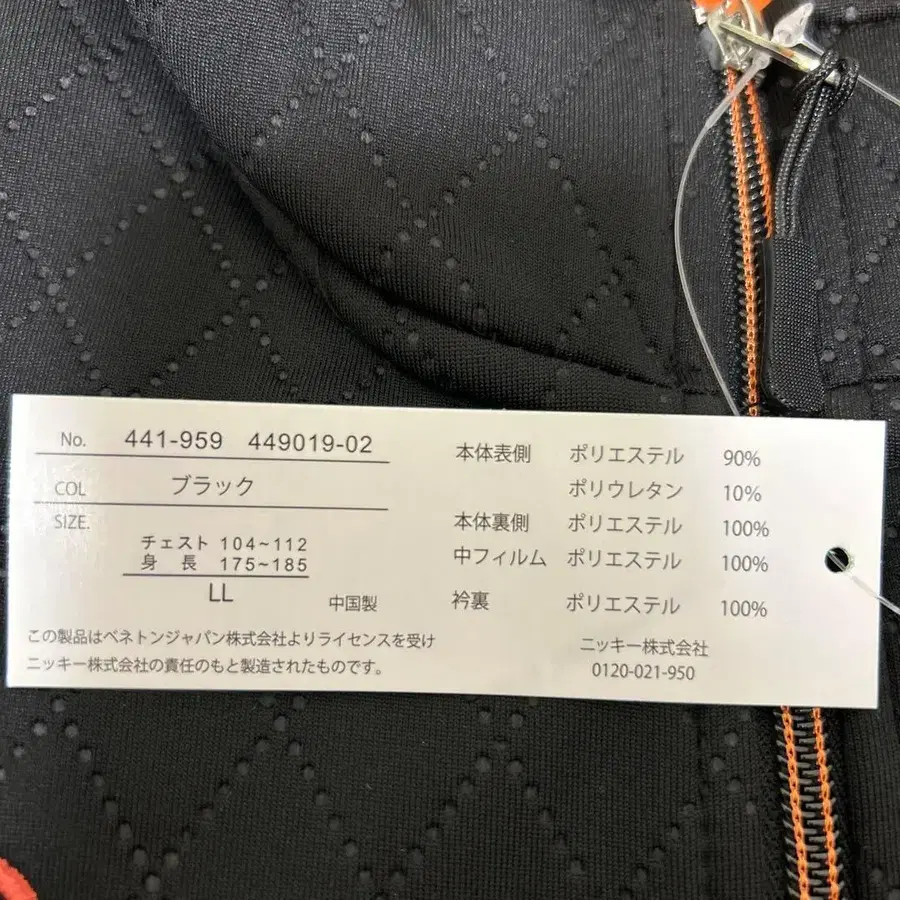 No. 441-959 449019-02
COL ブラック
SIZE.
チェスト 104~112
身長 175~185
LL
中国製
本体表側 ポリエステル 90%
ポリウレタン 10%
本体裏側 ポリエステル 100%
中フィルム ポリエステル 100%
衿裏 ポリエステル 100%
この製品はベネトンジャパン株式会社よりライセンスを受け
ニッキー株式会社の責任のもと製造されたものです。
ニッキー株式会社
0120-021-950